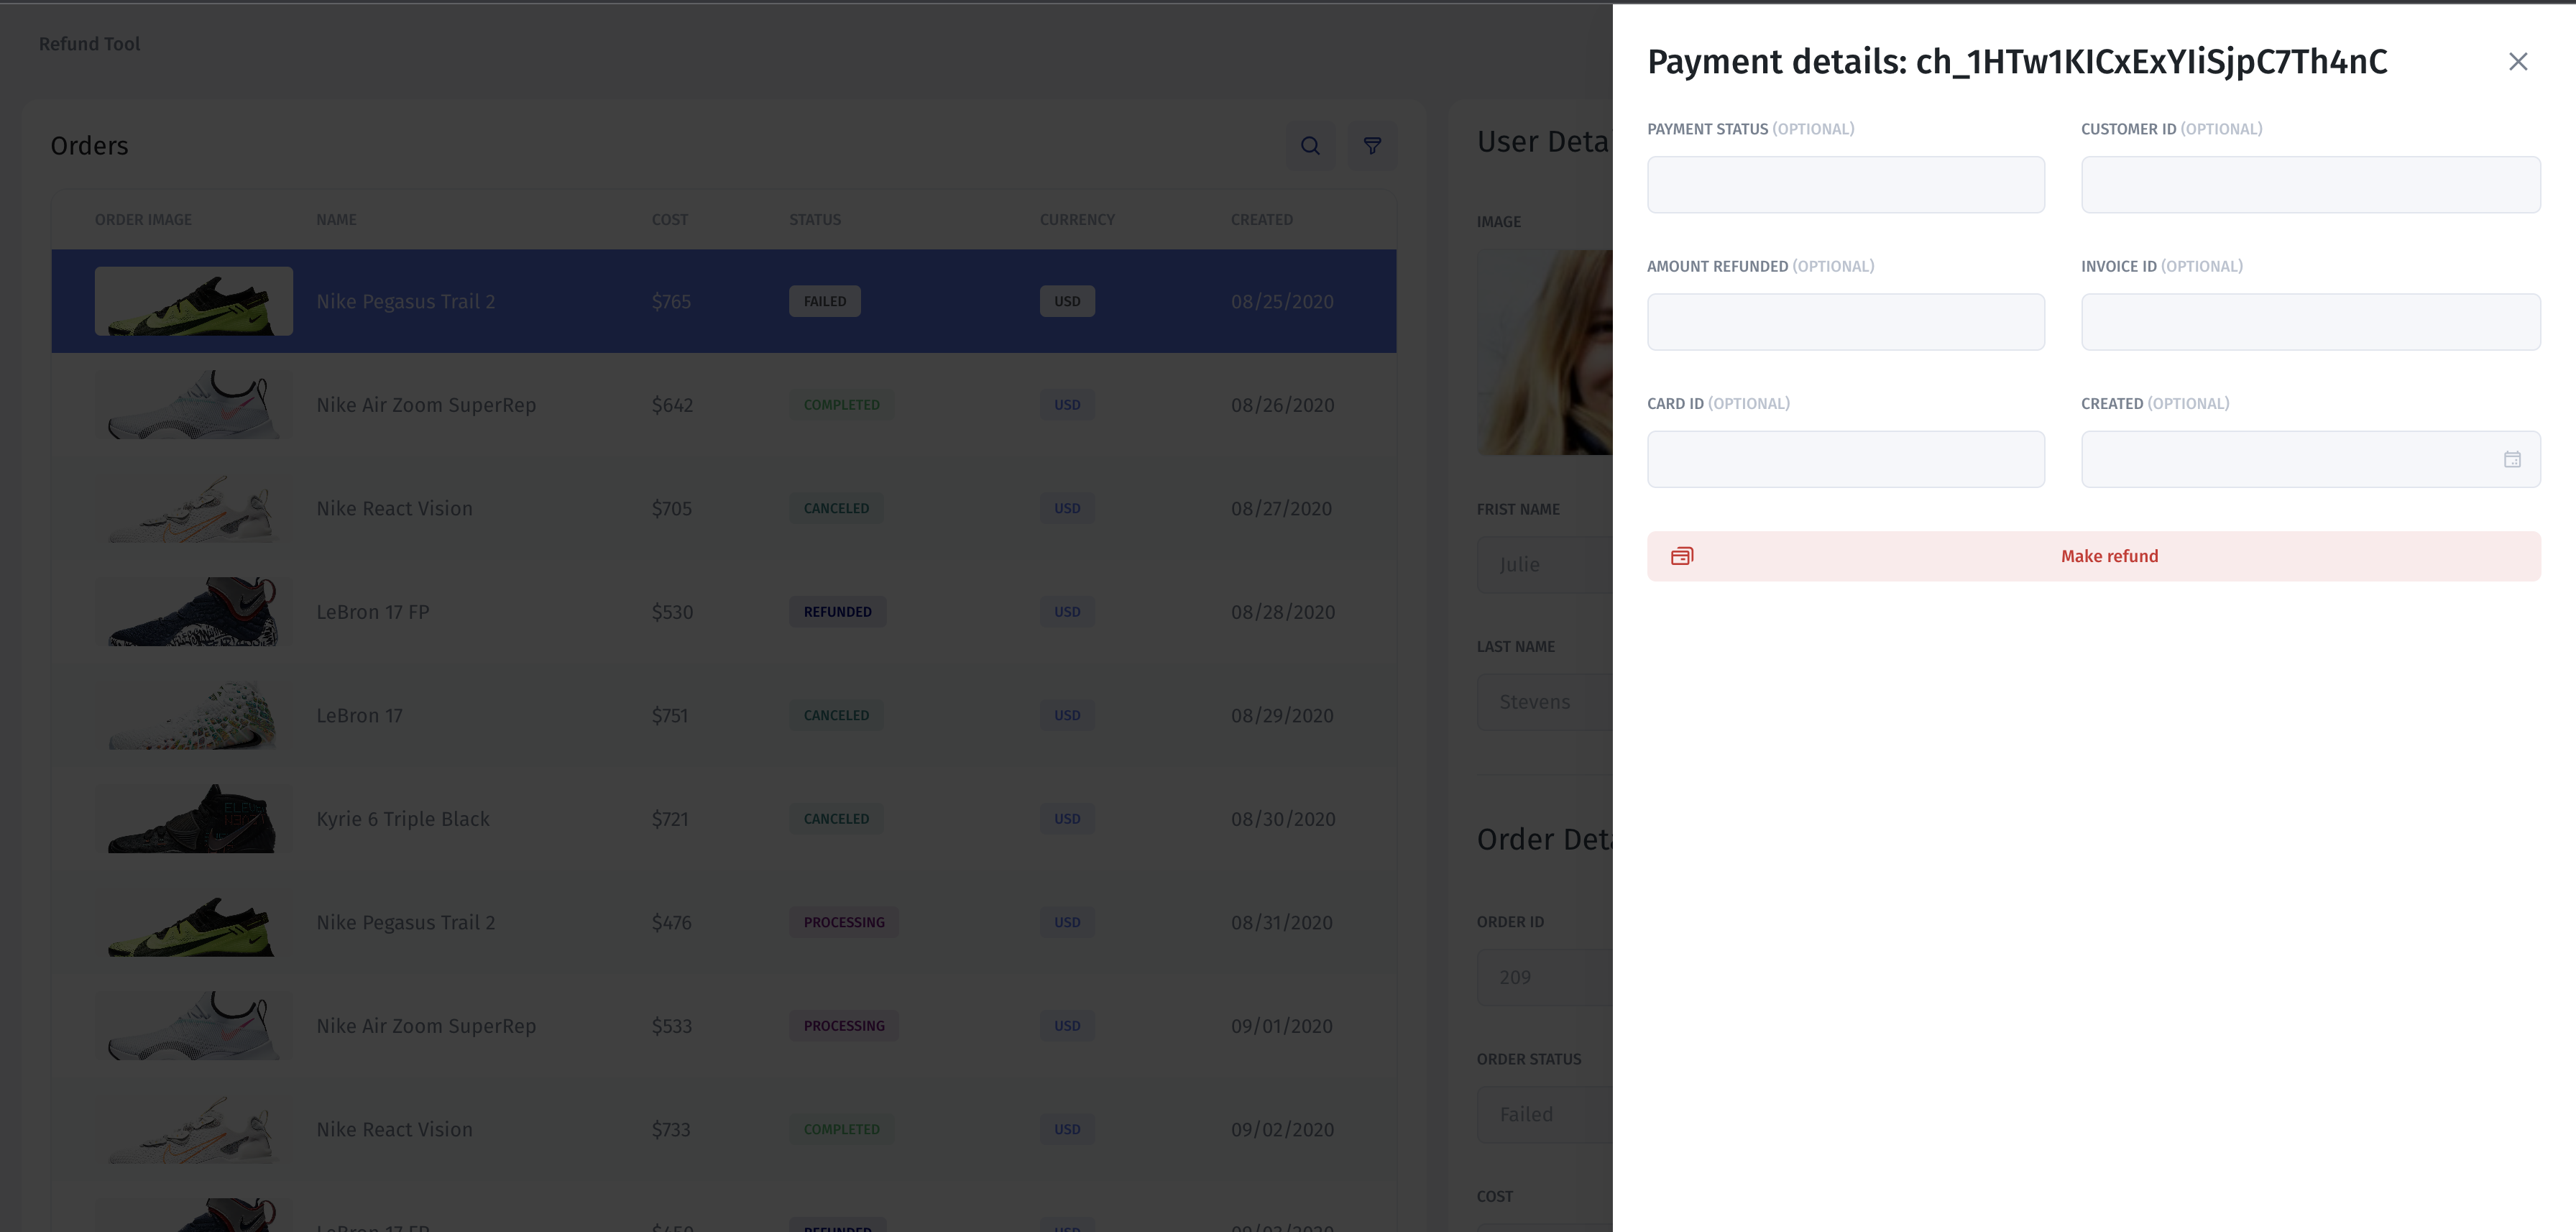 Refund Tool
Orders
ORDER IMAGE NAME COST STATUS CURRENCY CREATED
Nike Pegasus Trail 2 $765 FAILED USD 08/25/2020
Nike Air Zoom SuperRep $642 COMPLETED USD 08/26/2020
Nike React Vision $705 CANCELED USD 08/27/2020
LeBron 17 FP $530 REFUNDED USD 08/28/2020
LeBron 17 $751 CANCELED USD 08/29/2020
Kyrie 6 Triple Black $721 CANCELED USD 08/30/2020
Nike Pegasus Trail 2 $476 PROCESSING USD 08/31/2020
Nike Air Zoom SuperRep $533 PROCESSING USD 09/01/2020
Nike React Vision $733 COMPLETED USD 09/02/2020
LeBron 17 FP REFUNDED USD
User Deta
IMAGE
FRIST NAME
Julie
LAST NAME
Stevens
Order Deta
ORDER ID
209
ORDER STATUS
Failed
COST
Payment details: ch_1HTw1KICxExYIiSjpC7Th4nC
PAYMENT STATUS (OPTIONAL) CUSTOMER ID (OPTIONAL)
AMOUNT REFUNDED (OPTIONAL) INVOICE ID (OPTIONAL)
CARD ID (OPTIONAL) CREATED (OPTIONAL)
Make refund